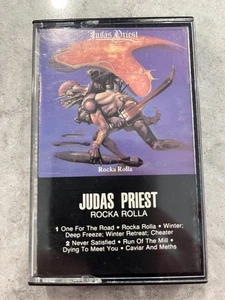 Judas Priest
Rocka Rolla
JUDAS PRIEST
ROCKA ROLLA
1 One For The Road • Rocka Rolla • Winter;
Deep Freeze; Winter Retreat; Cheater
2 Never Satisfied • Run Of The Mill •
Dying To Meet You • Caviar And Meths